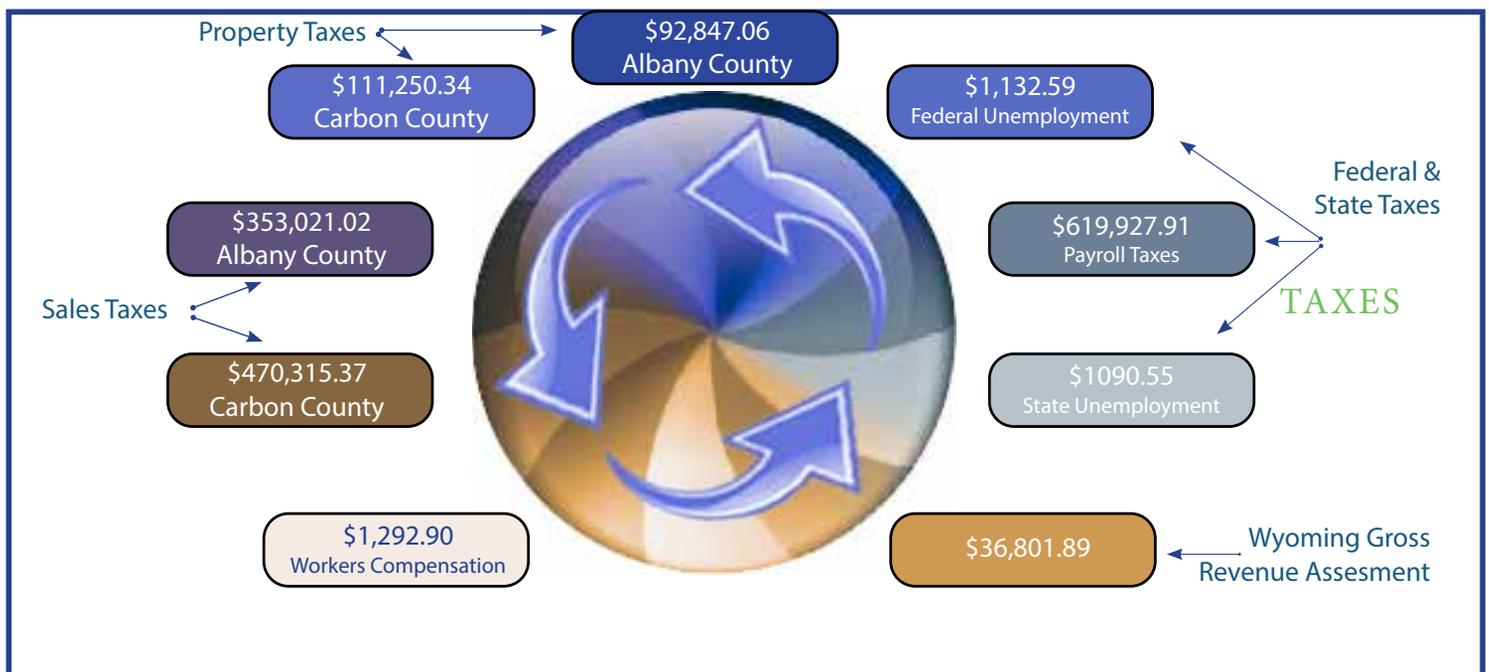 Property Taxes
$92,847.06
Albany County
$111,250.34
Carbon County
$1,132.59
Federal Unemployment
Federal &
State Taxes
$353,021.02
Albany County
$619,927.91
Payroll Taxes
Sales Taxes
TAXES
$470,315.37
Carbon County
$1090.55
State Unemployment
$1,292.90
Workers Compensation
$36,801.89
Wyoming Gross
Revenue Assesment